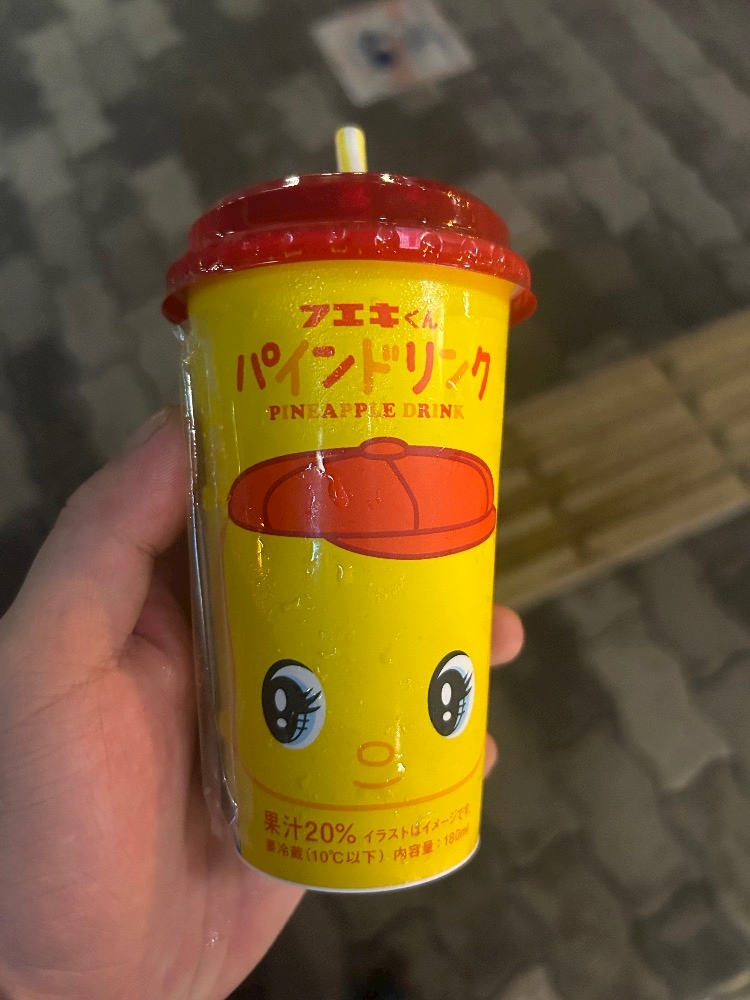 フエキくん
パインドリンク
PINEAPPLE DRINK
果汁20% イラストはイメージです。
要冷蔵(10℃以下) 内容量:180ml